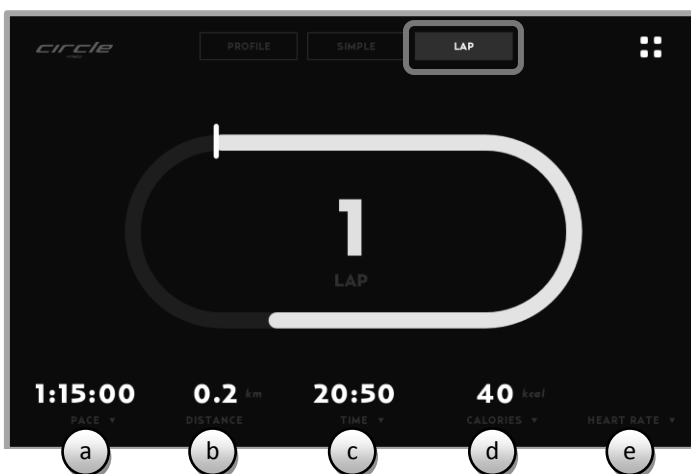 circle
FITNESS
PROFILE SIMPLE LAP
1
LAP
1:15:00 0.2 km 20:50 40 kcal
PACE ▼ DISTANCE TIME ▼ CALORIES ▼ HEART RATE ▼
a b c d e